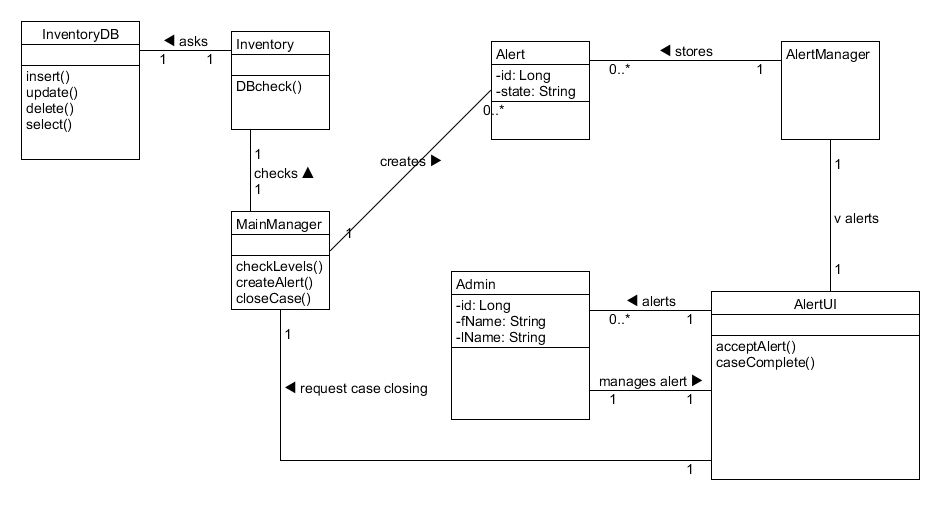 InventoryDB
insert()
update()
delete()
select()
◀ asks
1
1
Inventory
DBcheck()
1
checks ▲
1
MainManager
checkLevels()
createAlert()
closeCase()
creates ▶
1
0..*
Alert
-id: Long
-state: String
◀ stores
0..*
1
AlertManager
1
v alerts
1
Admin
-id: Long
-fName: String
-lName: String
◀ alerts
0..*
1
manages alert ▶
1
1
AlertUI
acceptAlert()
caseComplete()
1
◀ request case closing
1